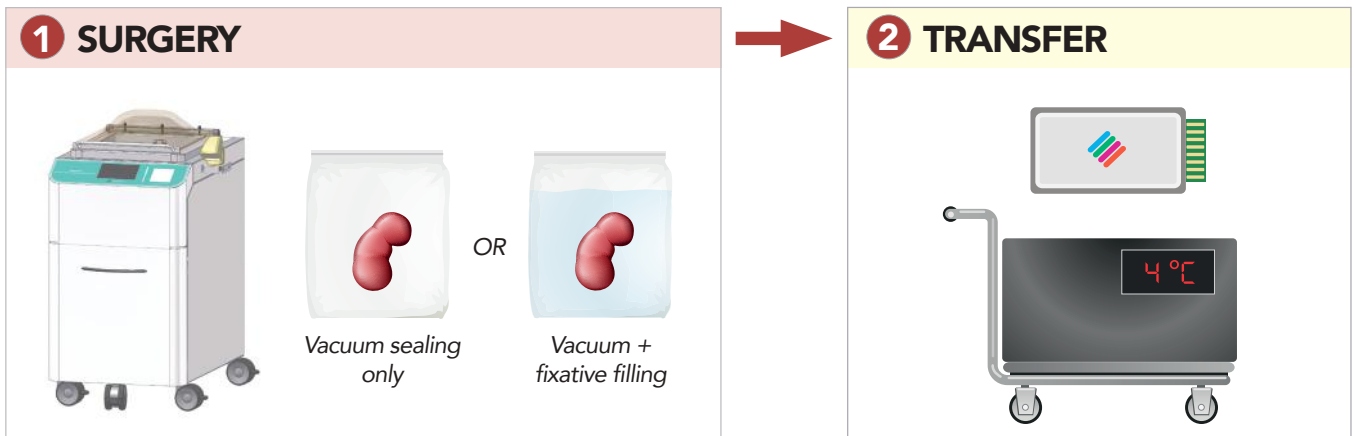 1 SURGERY
2 TRANSFER
OR
Vacuum sealing
only
Vacuum +
fixative filling
4 °C